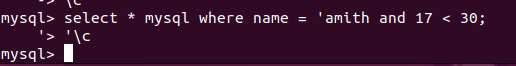 -> \c
mysql> select * mysql where name = 'amith and 17 < 30;
'> '\c
mysql>